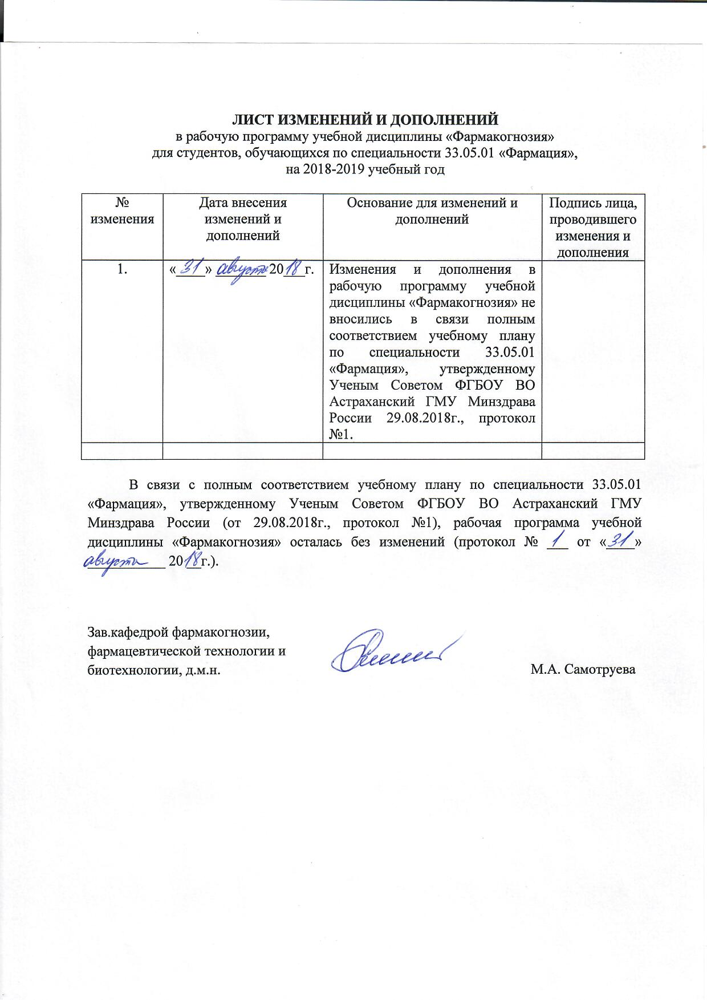 ЛИСТ ИЗМЕНЕНИЙ И ДОПОЛНЕНИЙ
в рабочую программу учебной дисциплины «Фармакогнозия»
для студентов, обучающихся по специальности 33.05.01 «Фармация»,
на 2018-2019 учебный год
№
изменения
Дата внесения
изменений и
дополнений
Основание для изменений и
дополнений
Подпись лица,
проводившего
изменения и
дополнения
1.
«31» августа 2018 г.
Изменения и дополнения в
рабочую программу учебной
дисциплины «Фармакогнозия» не
вносились в связи полным
соответствием учебному плану
по специальности 33.05.01
«Фармация», утвержденному
Ученым Советом ФГБОУ ВО
Астраханский ГМУ Минздрава
России 29.08.2018г., протокол
№1.
В связи с полным соответствием учебному плану по специальности 33.05.01
«Фармация», утвержденному Ученым Советом ФГБОУ ВО Астраханский ГМУ
Минздрава России (от 29.08.2018г., протокол №1), рабочая программа учебной
дисциплины «Фармакогнозия» осталась без изменений (протокол № 1 от «31»
августа 2018г.).
Зав.кафедрой фармакогнозии,
фармацевтической технологии и
биотехнологии, д.м.н.
М.А. Самотруева